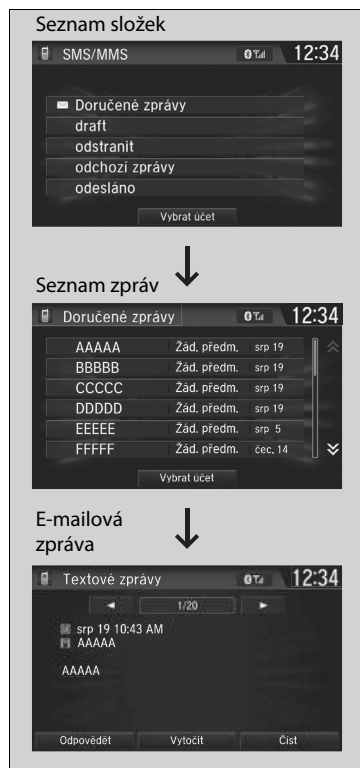 Seznam složek
SMS/MMS 12:34
Doručené zprávy
draft
odstranit
odchozí zprávy
odesláno
Vybrat účet
Seznam zpráv
Doručené zprávy 12:34
AAAAA Žád. předm. srp 19
BBBBB Žád. předm. srp 19
CCCCC Žád. předm. srp 19
DDDDD Žád. předm. srp 19
EEEEE Žád. předm. srp 5
FFFFF Žád. předm. čec. 14
Vybrat účet
E-mailová
zpráva
Textové zprávy 12:34
1/20
srp 19 10:43 AM
AAAAA
AAAAA
Odpovědět Vytočit Číst